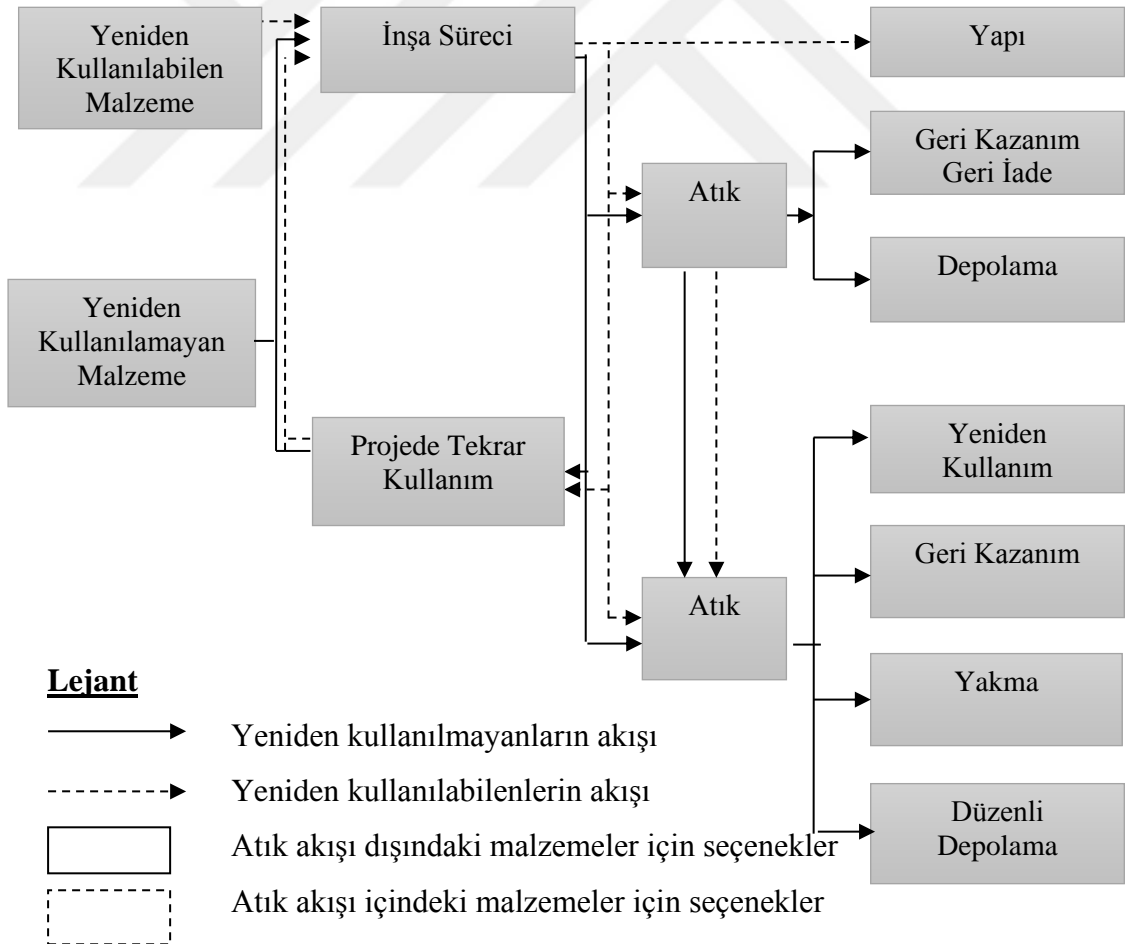 Yeniden
Kullanılabilen
Malzeme
İnşa Süreci
Yapı
Geri Kazanım
Geri İade
Atık
Depolama
Yeniden
Kullanılamayan
Malzeme
Projede Tekrar
Kullanım
Yeniden
Kullanım
Geri Kazanım
Atık
Yakma
Düzenli
Depolama
Lejant
Yeniden kullanılmayanların akışı
Yeniden kullanılabilenlerin akışı
Atık akışı dışındaki malzemeler için seçenekler
Atık akışı içindeki malzemeler için seçenekler